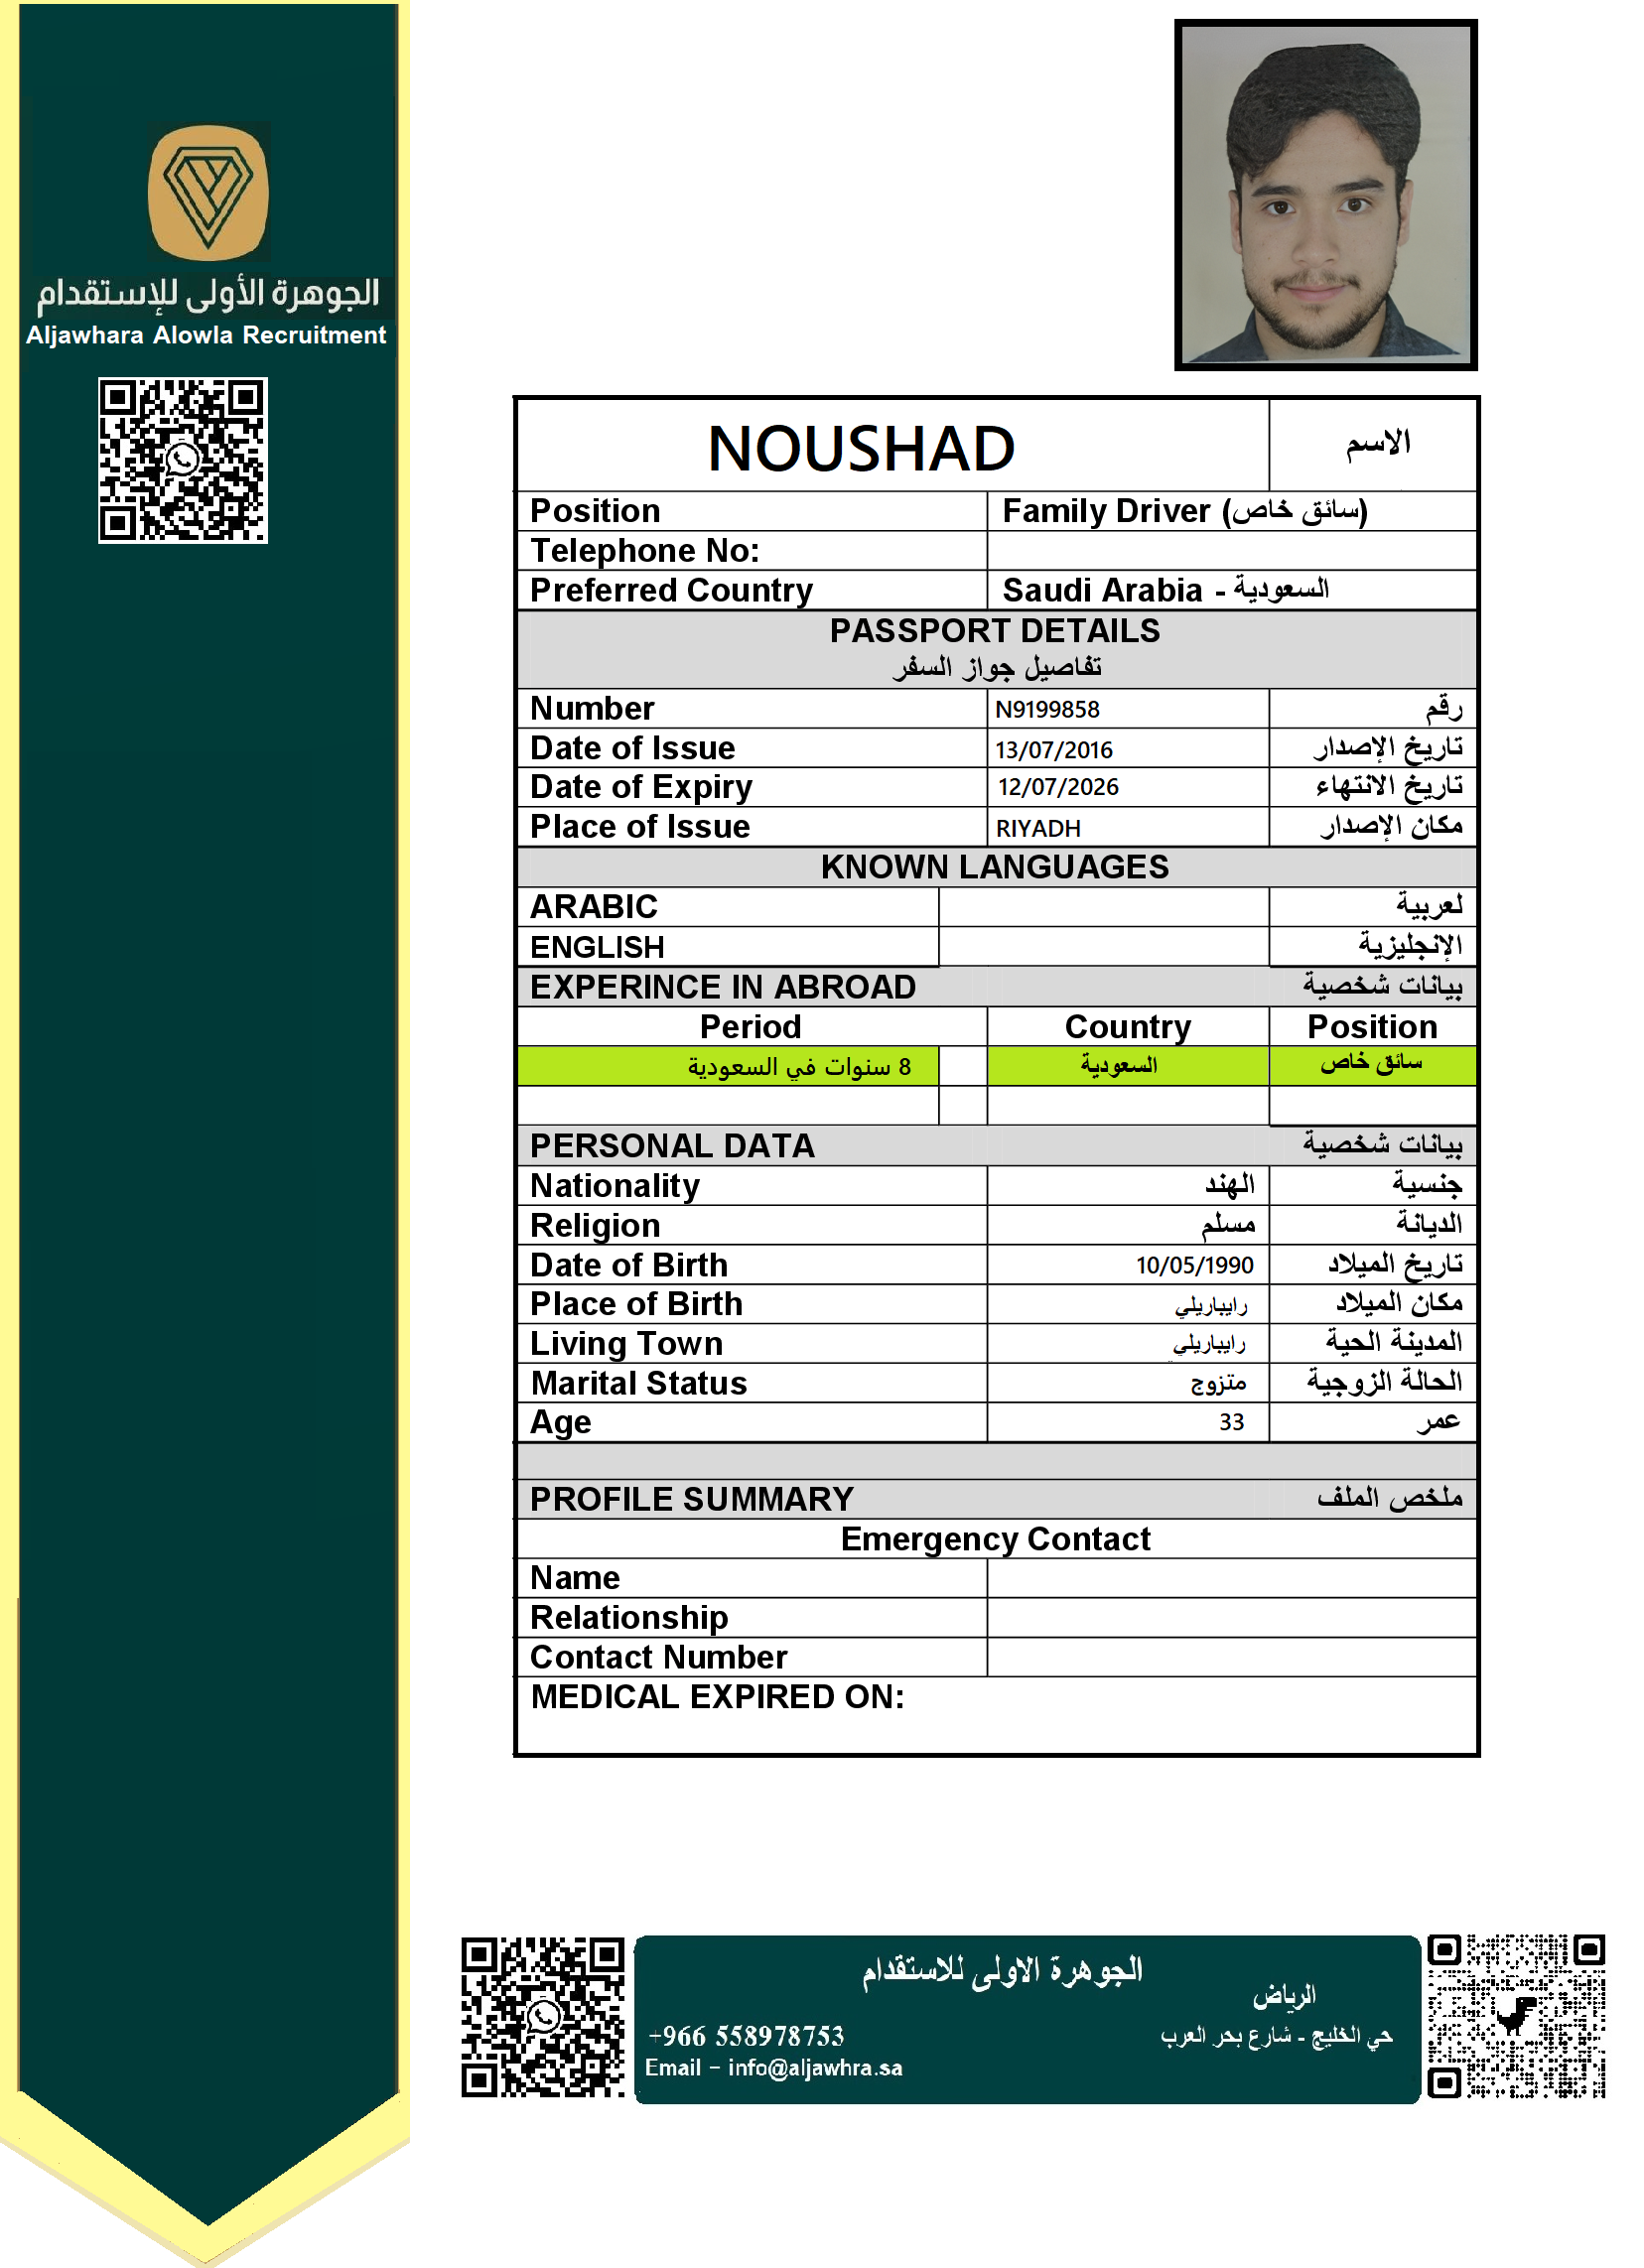 الجوهرة الأولى للإستقدام
Aljawhara Alowla Recruitment
NOUSHAD الاسم
Position Family Driver (سائق خاص)
Telephone No:
Preferred Country Saudi Arabia - السعودية
PASSPORT DETAILS
تفاصيل جواز السفر
Number N9199858 رقم
Date of Issue 13/07/2016 تاريخ الإصدار
Date of Expiry 12/07/2026 تاريخ الانتهاء
Place of Issue RIYADH مكان الإصدار
KNOWN LANGUAGES
ARABIC لعربية
ENGLISH الإنجليزية
EXPERINCE IN ABROAD بيانات شخصية
Period Country Position
8 سنوات في السعودية السعودية سائق خاص
PERSONAL DATA بيانات شخصية
Nationality الهند جنسية
Religion مسلم الديانة
Date of Birth 10/05/1990 تاريخ الميلاد
Place of Birth رايباريلي مكان الميلاد
Living Town رايباريلي المدينة الحية
Marital Status متزوج الحالة الزوجية
Age 33 عمر
PROFILE SUMMARY ملخص الملف
Emergency Contact
Name
Relationship
Contact Number
MEDICAL EXPIRED ON:
الجوهرة الاولى للاستقدام
الرياض
+966 558978753 حي الخليج - شارع بحر العرب
Email - info@aljawhra.sa